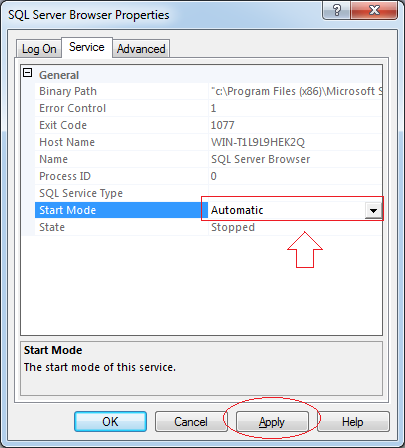 SQL Server Browser Properties
Log On Service Advanced
General
Binary Path "c:\Program Files (x86)\Microsoft S
Error Control 1
Exit Code 1077
Host Name WIN-T1L9L9HEK2Q
Name SQL Server Browser
Process ID 0
SQL Service Type
Start Mode Automatic
State Stopped
Start Mode
The start mode of this service.
OK Cancel Apply Help